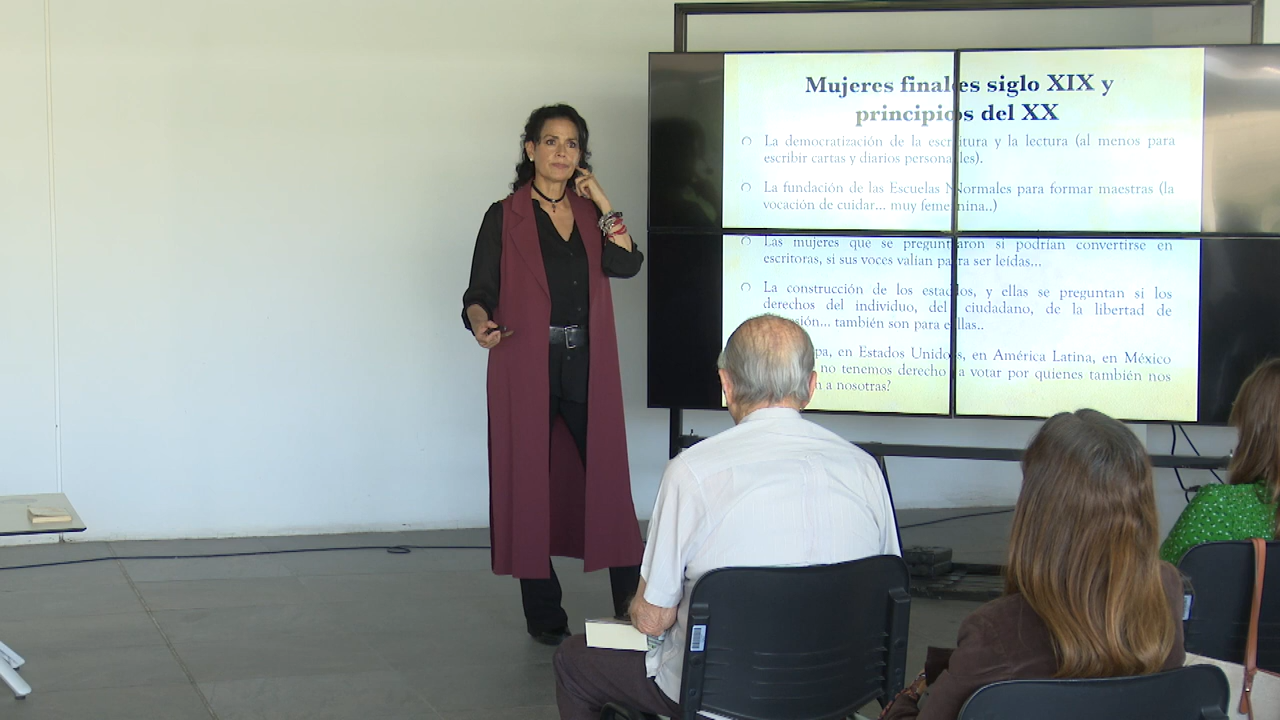 Mujeres finales siglo XIX y
principios del XX
La democratización de la escritura y la lectura (al menos para
escribir cartas y diarios personales).
La fundación de las Escuelas Normales para formar maestras (la
vocación de cuidar... muy femenina..)
Las mujeres que se preguntaron si podrían convertirse en
escritoras, si sus voces valían para ser leídas...
La construcción de los estados, y ellas se preguntan si los
derechos del individuo, del ciudadano, de la libertad de
también son para ellas..
en Estados Unidos, en América Latina, en México
no tenemos derecho a votar por quienes también nos
a nosotras?